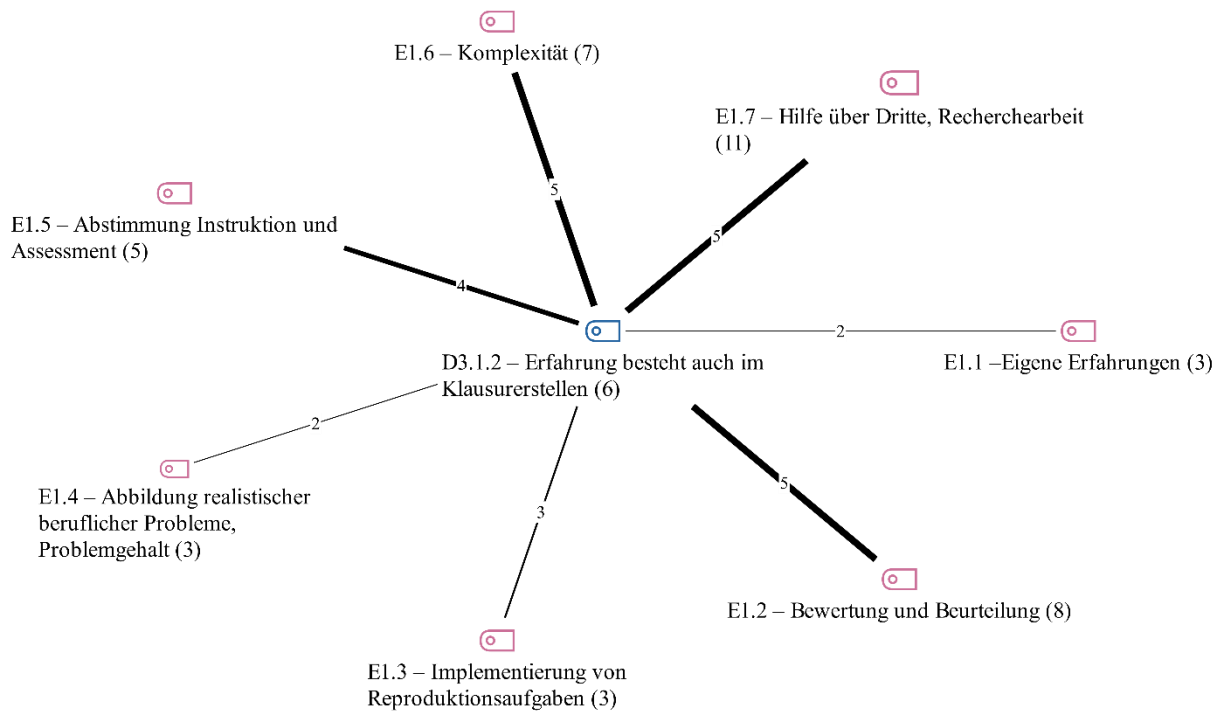 E1.6 – Komplexität (7)
E1.7 – Hilfe über Dritte, Recherchearbeit
(11)
5
5
E1.5 – Abstimmung Instruktion und
Assessment (5)
4
D3.1.2 – Erfahrung besteht auch im
Klausurerstellen (6)
2
E1.1 –Eigene Erfahrungen (3)
2
E1.4 – Abbildung realistischer
beruflicher Probleme,
Problemgehalt (3)
3
5
E1.2 – Bewertung und Beurteilung (8)
E1.3 – Implementierung von
Reproduktionsaufgaben (3)